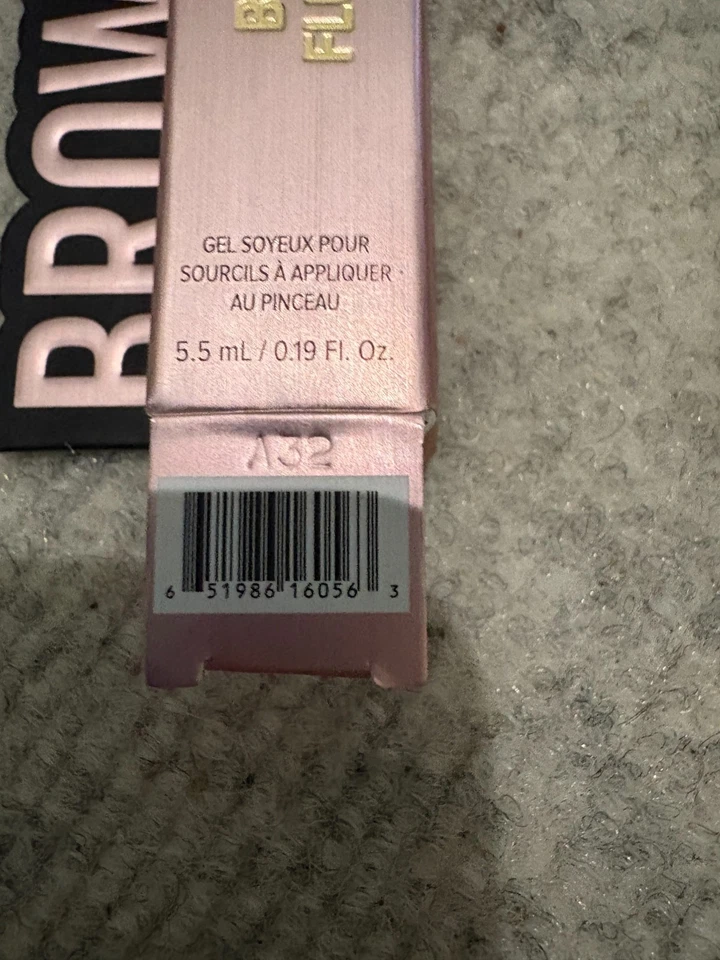 BROW
GEL SOYEUX POUR
SOURCILS À APPLIQUER
AU PINCEAU
5.5 mL / 0.19 Fl. Oz.
A32
6 51986 16056 3